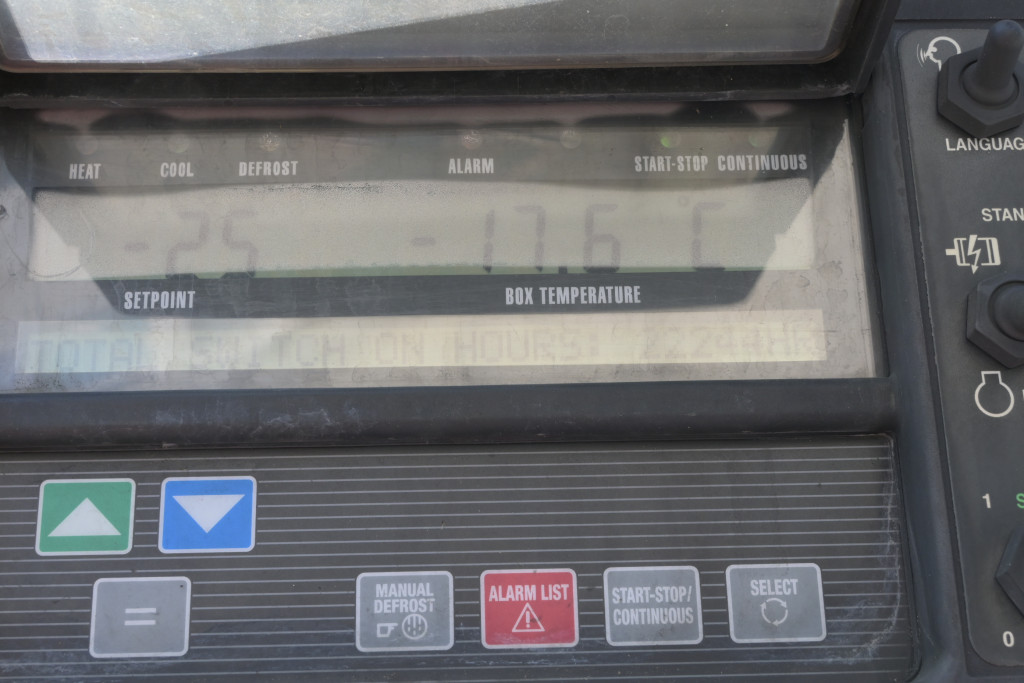 HEAT COOL DEFROST ALARM START-STOP CONTINUOUS
-25 -17.6 °C
SETPOINT BOX TEMPERATURE
TOTAL SWITCH ON HOURS: 22244HR
LANGUAG
STAN
1 S
0
=
MANUAL
DEFROST
ALARM LIST
START-STOP/
CONTINUOUS
SELECT